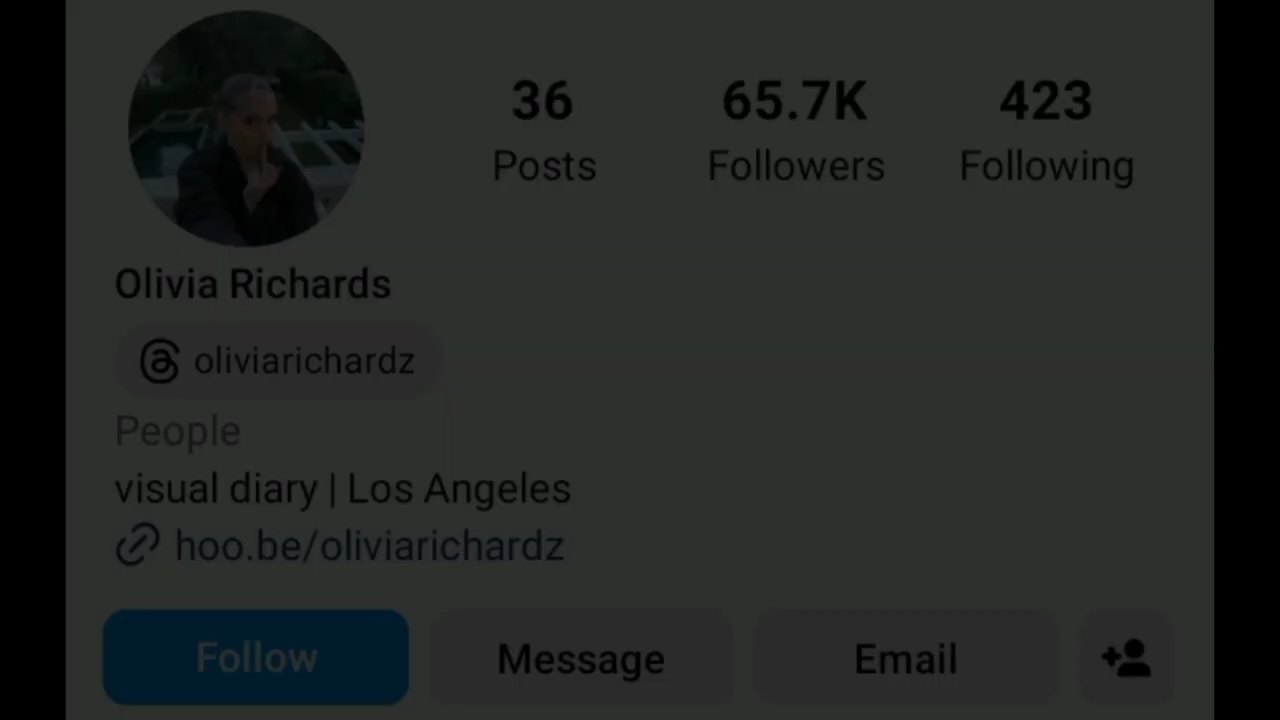 36 65.7K 423
Posts Followers Following
Olivia Richards
oliviarichardz
People
visual diary | Los Angeles
hoo.be/oliviarichardz
Follow Message Email